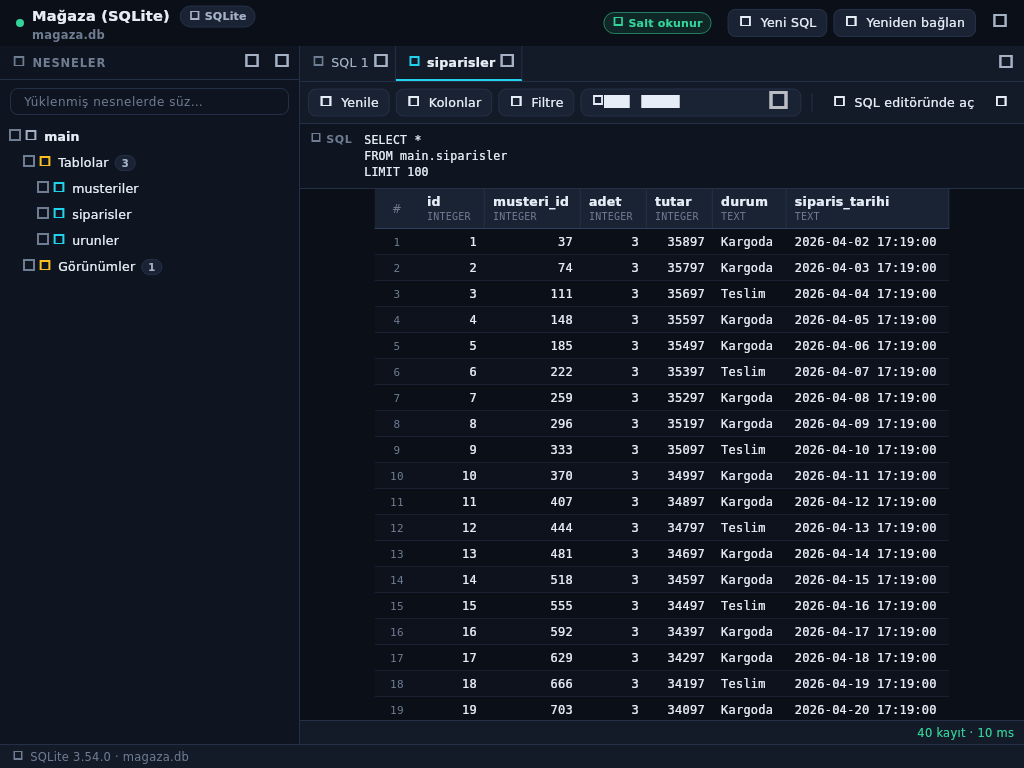 Mağaza (SQLite) SQLite
magaza.db
Salt okunur Yeni SQL Yeniden bağlan
NESNELER
SQL 1 siparisler
Yüklenmiş nesnelerde süz...
Yenile Kolonlar Filtre SQL editöründe aç
main
Tablolar 3
musteriler
siparisler
urunler
Görünümler 1
SQL SELECT *
FROM main.siparisler
LIMIT 100
# id musteri_id adet tutar durum siparis_tarihi
INTEGER INTEGER INTEGER INTEGER TEXT TEXT
1 1 37 3 35897 Kargoda 2026-04-02 17:19:00
2 2 74 3 35797 Kargoda 2026-04-03 17:19:00
3 3 111 3 35697 Teslim 2026-04-04 17:19:00
4 4 148 3 35597 Kargoda 2026-04-05 17:19:00
5 5 185 3 35497 Kargoda 2026-04-06 17:19:00
6 6 222 3 35397 Teslim 2026-04-07 17:19:00
7 7 259 3 35297 Kargoda 2026-04-08 17:19:00
8 8 296 3 35197 Kargoda 2026-04-09 17:19:00
9 9 333 3 35097 Teslim 2026-04-10 17:19:00
10 10 370 3 34997 Kargoda 2026-04-11 17:19:00
11 11 407 3 34897 Kargoda 2026-04-12 17:19:00
12 12 444 3 34797 Teslim 2026-04-13 17:19:00
13 13 481 3 34697 Kargoda 2026-04-14 17:19:00
14 14 518 3 34597 Kargoda 2026-04-15 17:19:00
15 15 555 3 34497 Teslim 2026-04-16 17:19:00
16 16 592 3 34397 Kargoda 2026-04-17 17:19:00
17 17 629 3 34297 Kargoda 2026-04-18 17:19:00
18 18 666 3 34197 Teslim 2026-04-19 17:19:00
19 19 703 3 34097 Kargoda 2026-04-20 17:19:00
40 kayıt · 10 ms
SQLite 3.54.0 · magaza.db